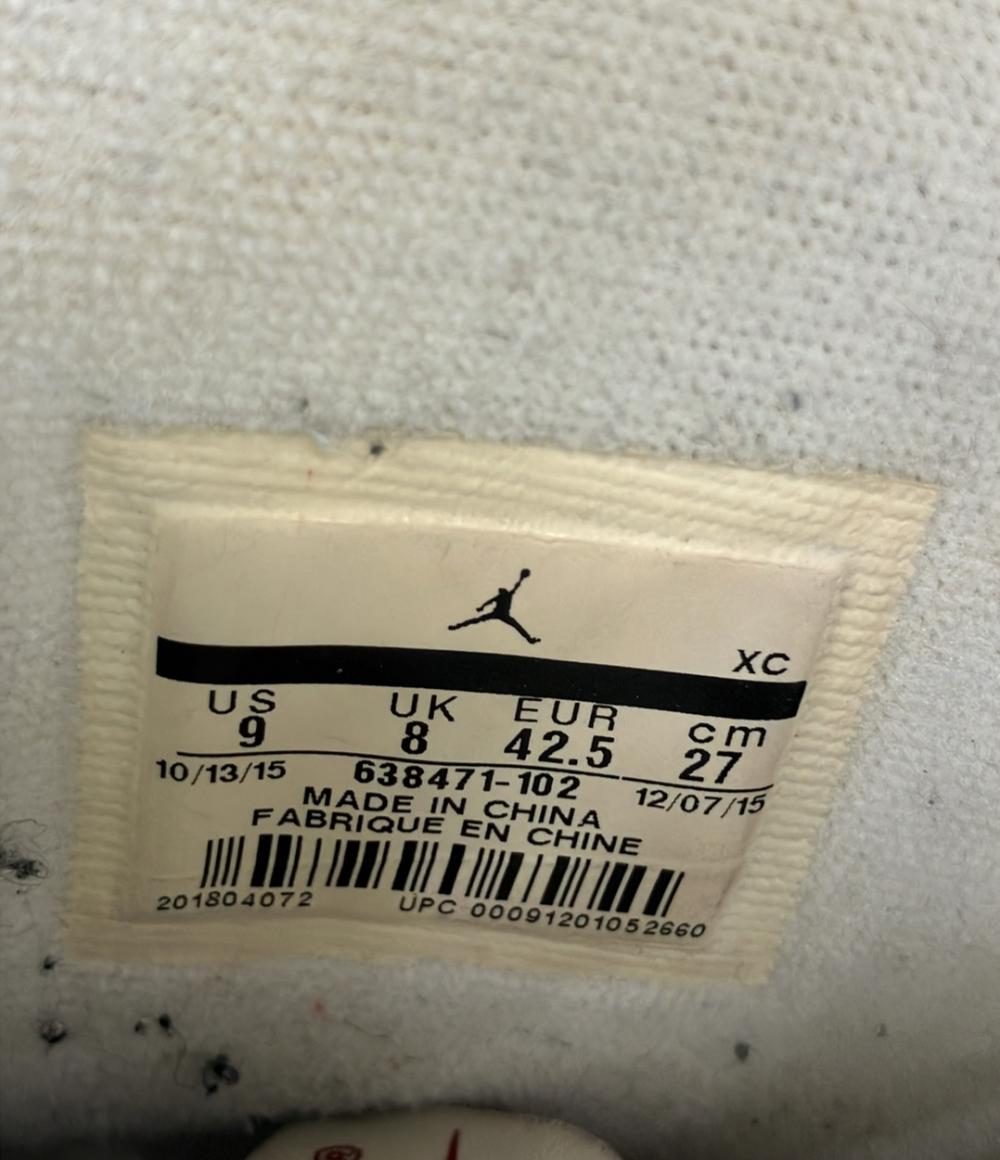 XC
US UK EUR cm
9 8 42.5 27
10/13/15 638471-102 12/07/15
MADE IN CHINA
FABRIQUE EN CHINE
201804072 UPC 00091201052660